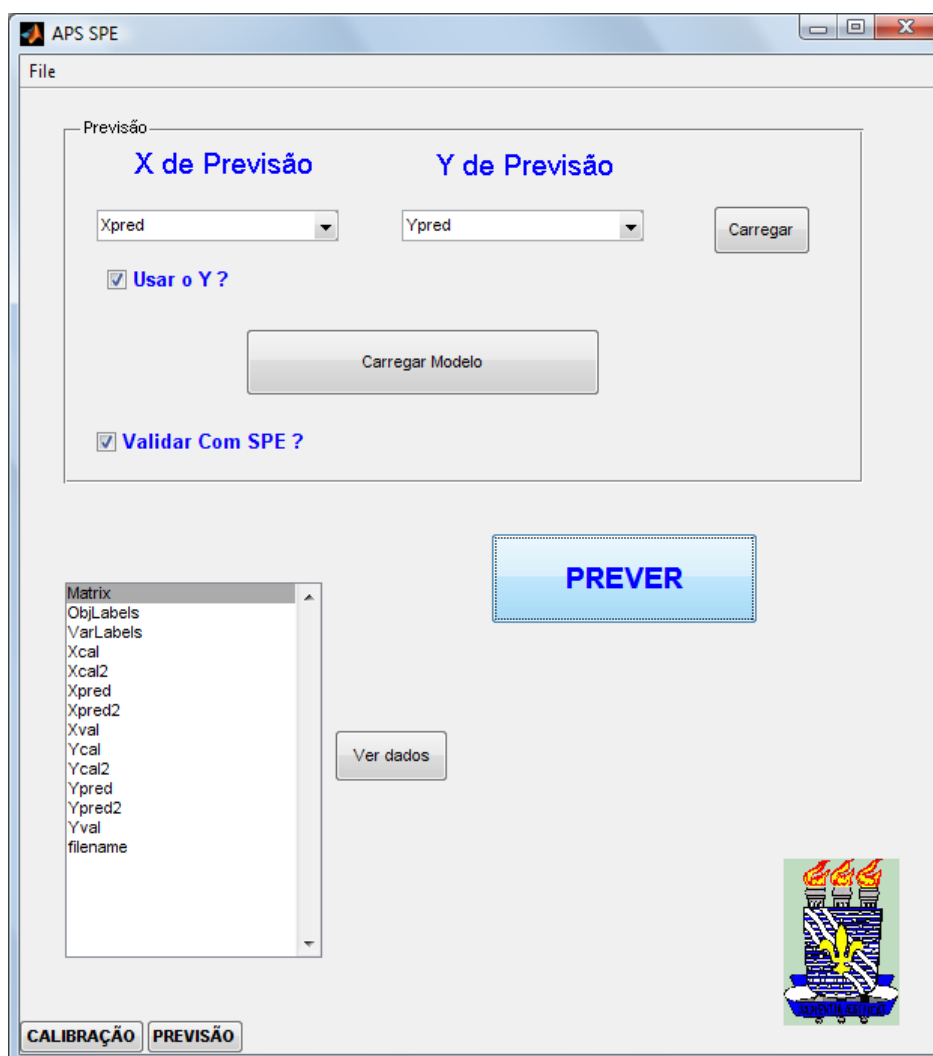 APS SPE
File
Previsão
X de Previsão
Y de Previsão
Xpred
Ypred
Carregar
Usar o Y ?
Carregar Modelo
Validar Com SPE ?
PREVER
Matrix
ObjLabels
VarLabels
Xcal
Xcal2
Xpred
Xpred2
Xval
Ycal
Ycal2
Ypred
Ypred2
Yval
filename
Ver dados
CALIBRAÇÃO
PREVISÃO